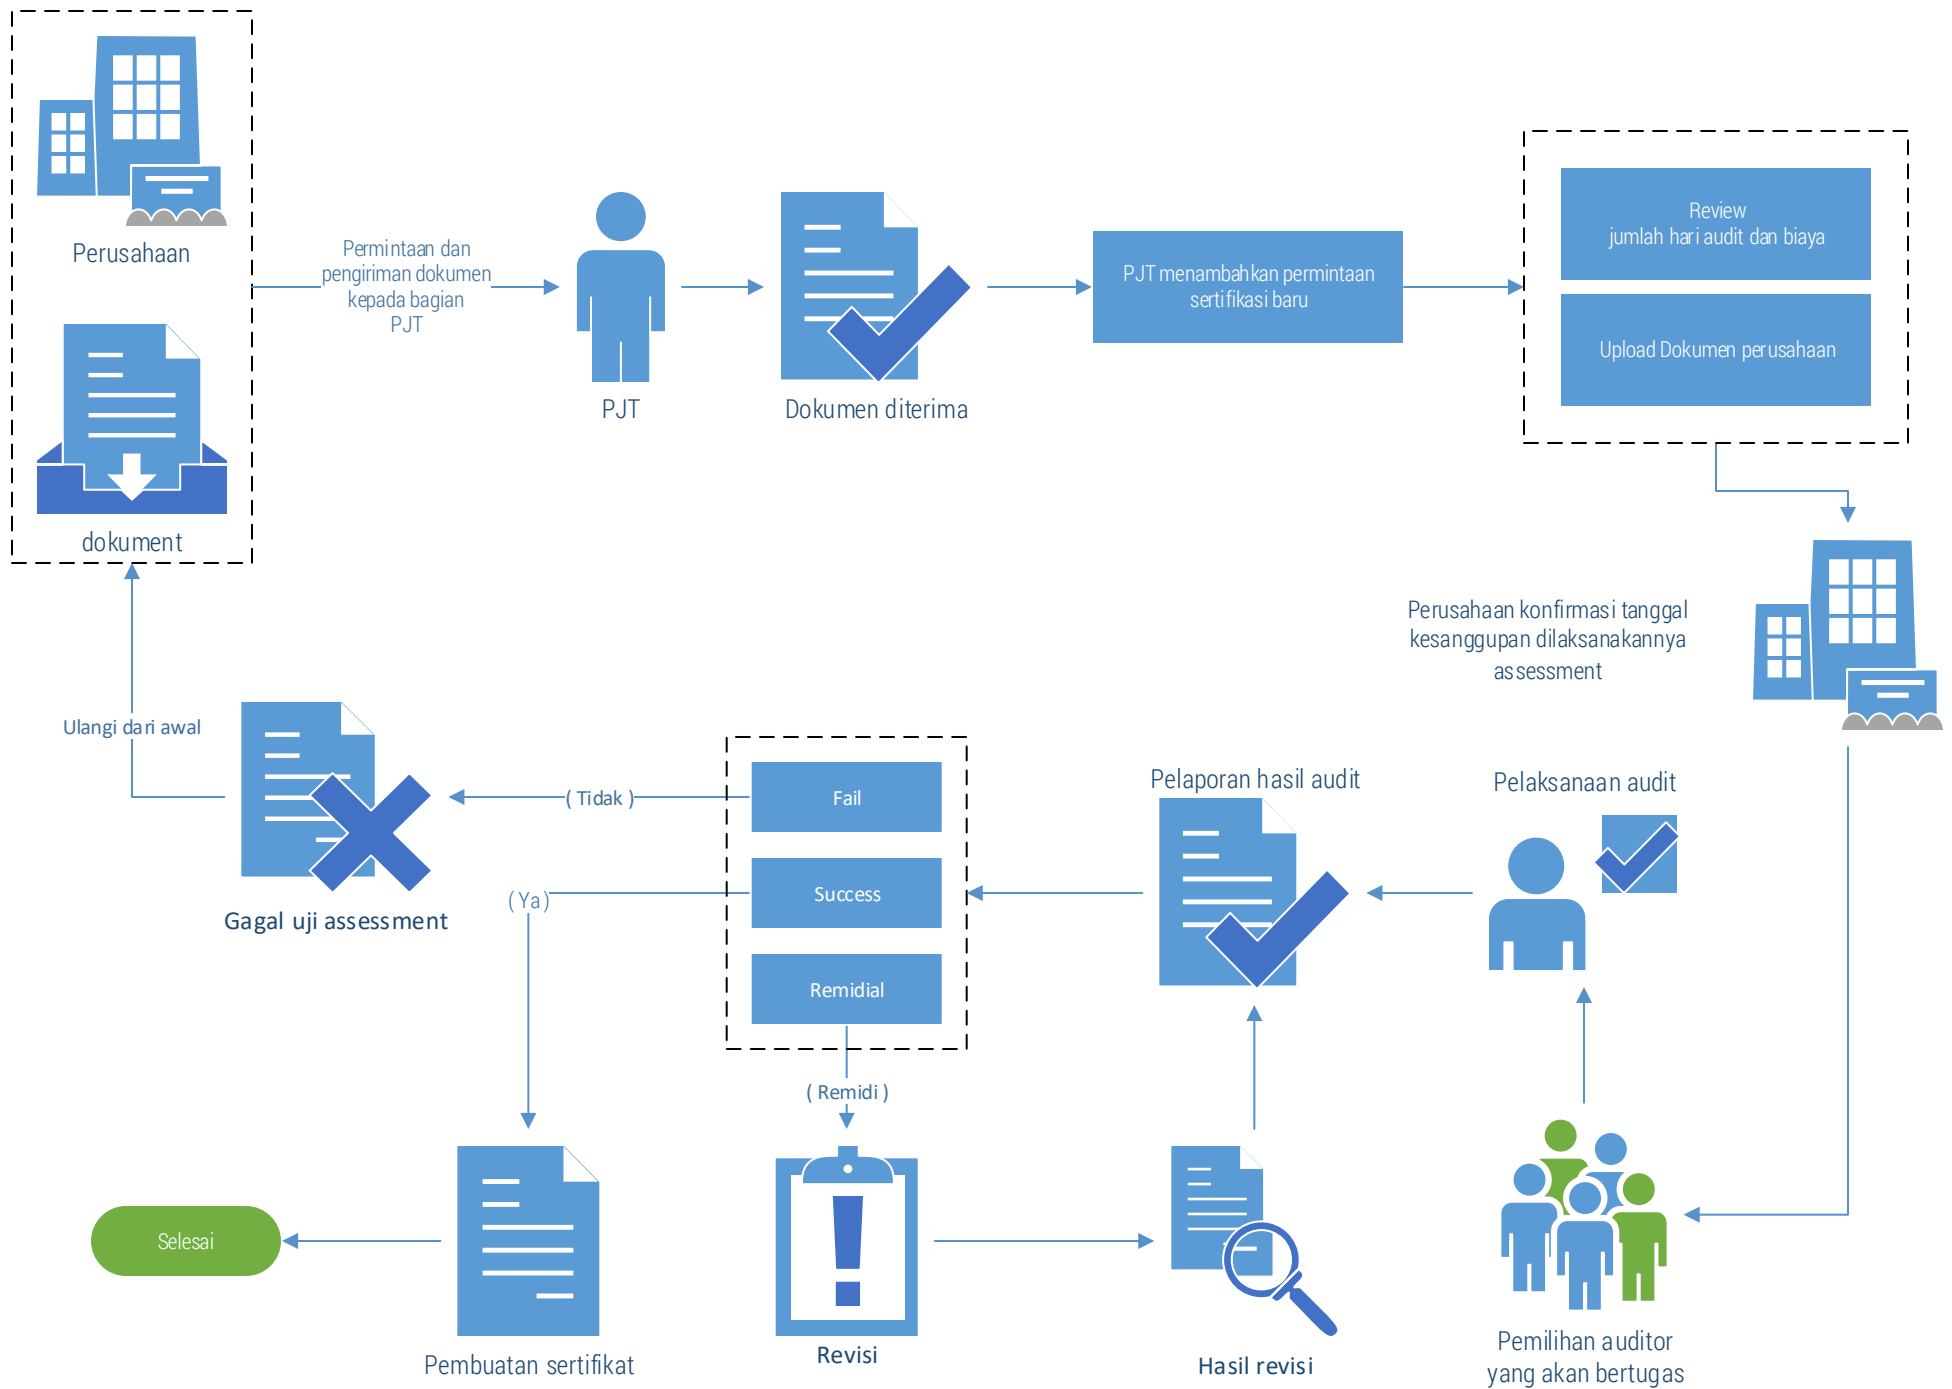 Perusahaan
dokument
Permintaan dan
pengiriman dokumen
kepada bagian
PJT
PJT
Dokumen diterima
PJT menambahkan permintaan
sertifikasi baru
Review
jumlah hari audit dan biaya
Upload Dokumen perusahaan
Perusahaan konfirmasi tanggal
kesanggupan dilaksanakannya
assessment
Pemilihan auditor
yang akan bertugas
Pelaksanaan audit
Pelaporan hasil audit
Fail
Success
Remidial
( Tidak )
Gagal uji assessment
Ulangi dari awal
( Ya )
Pembuatan sertifikat
Selesai
( Remidi )
Revisi
Hasil revisi